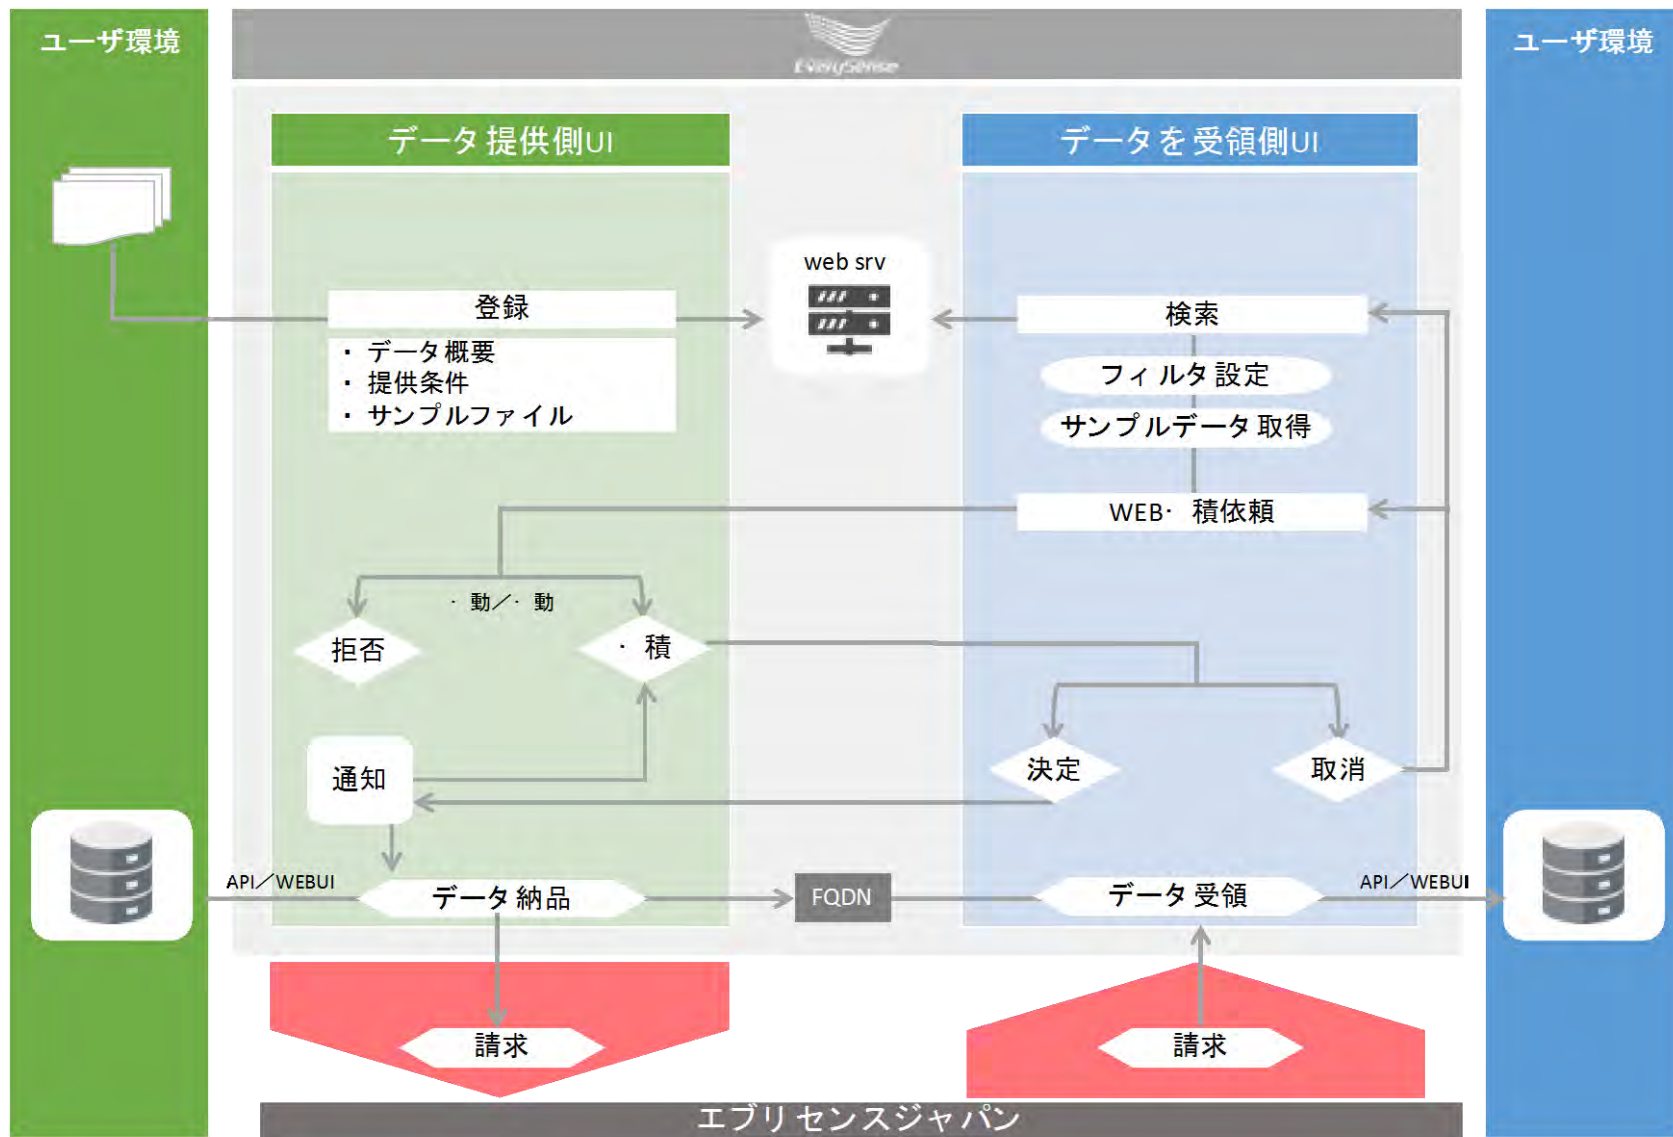 ユーザ環境
EverySense
ユーザ環境
データ提供側UI
データを受領側UI
web srv
登録
・データ概要
・提供条件
・サンプルファイル
検索
フィルタ設定
サンプルデータ取得
WEB・積依頼
・動／・動
拒否
・積
通知
決定
取消
API／WEBUI
データ納品
FQDN
データ受領
API／WEBUI
請求
請求
エブリセンスジャパン